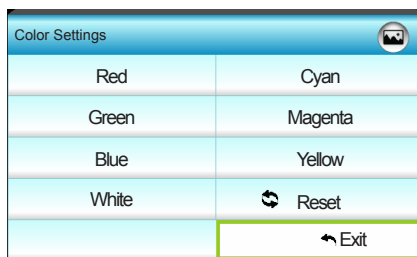 Color Settings
Red Cyan
Green Magenta
Blue Yellow
White Reset
Exit